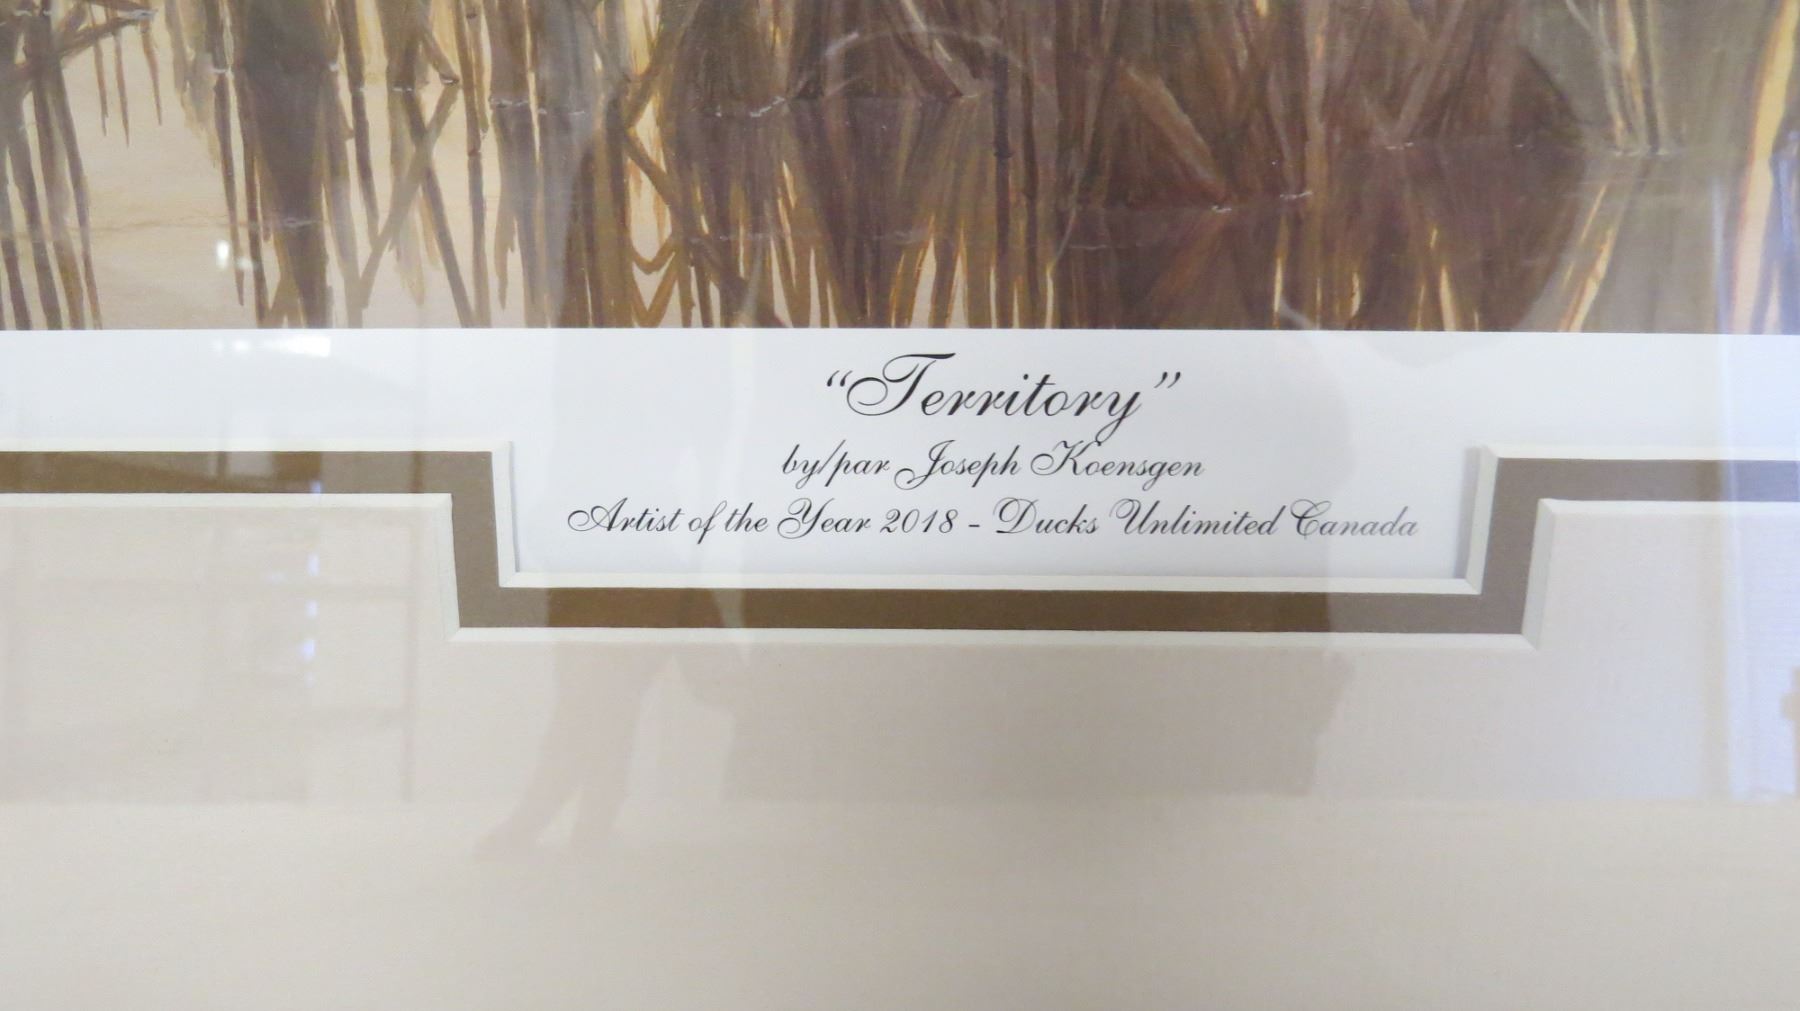 “Territory”
by/par Joseph Koensgen
Artist of the Year 2018 - Ducks Unlimited Canada